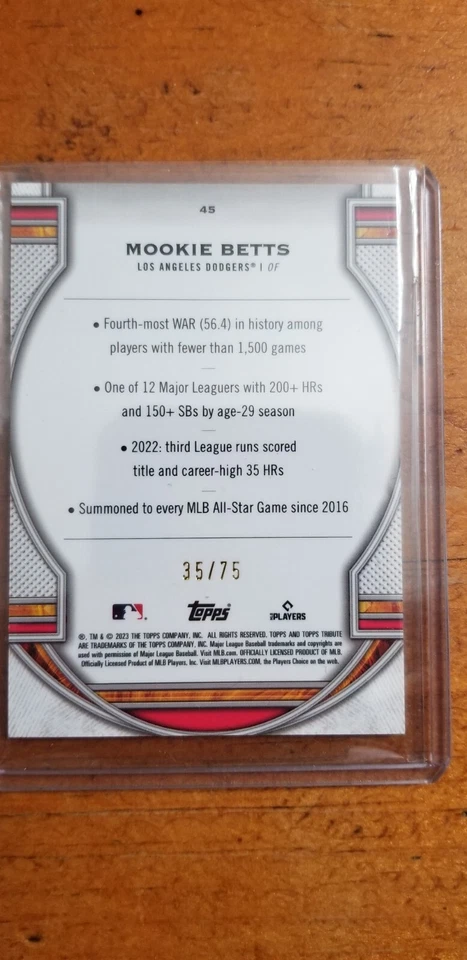 45
MOOKIE BETTS
LOS ANGELES DODGERS® | OF
• Fourth-most WAR (56.4) in history among
players with fewer than 1,500 games
• One of 12 Major Leaguers with 200+ HRs
and 150+ SBs by age-29 season
• 2022: third League runs scored
title and career-high 35 HRs
• Summoned to every MLB All-Star Game since 2016
35/75
topps
PLAYERS
®, TM & © 2023 THE TOPPS COMPANY, INC. ALL RIGHTS RESERVED. TOPPS AND TOPPS TRIBUTE
ARE TRADEMARKS OF THE TOPPS COMPANY, INC. Major League Baseball trademarks and copyrights are
used with permission of Major League Baseball. Visit MLB.com. OFFICIALLY LICENSED PRODUCT OF MLB.
Officially Licensed Product of MLB Players, Inc. Visit MLBPLAYERS.COM, the Players Choice on the web.